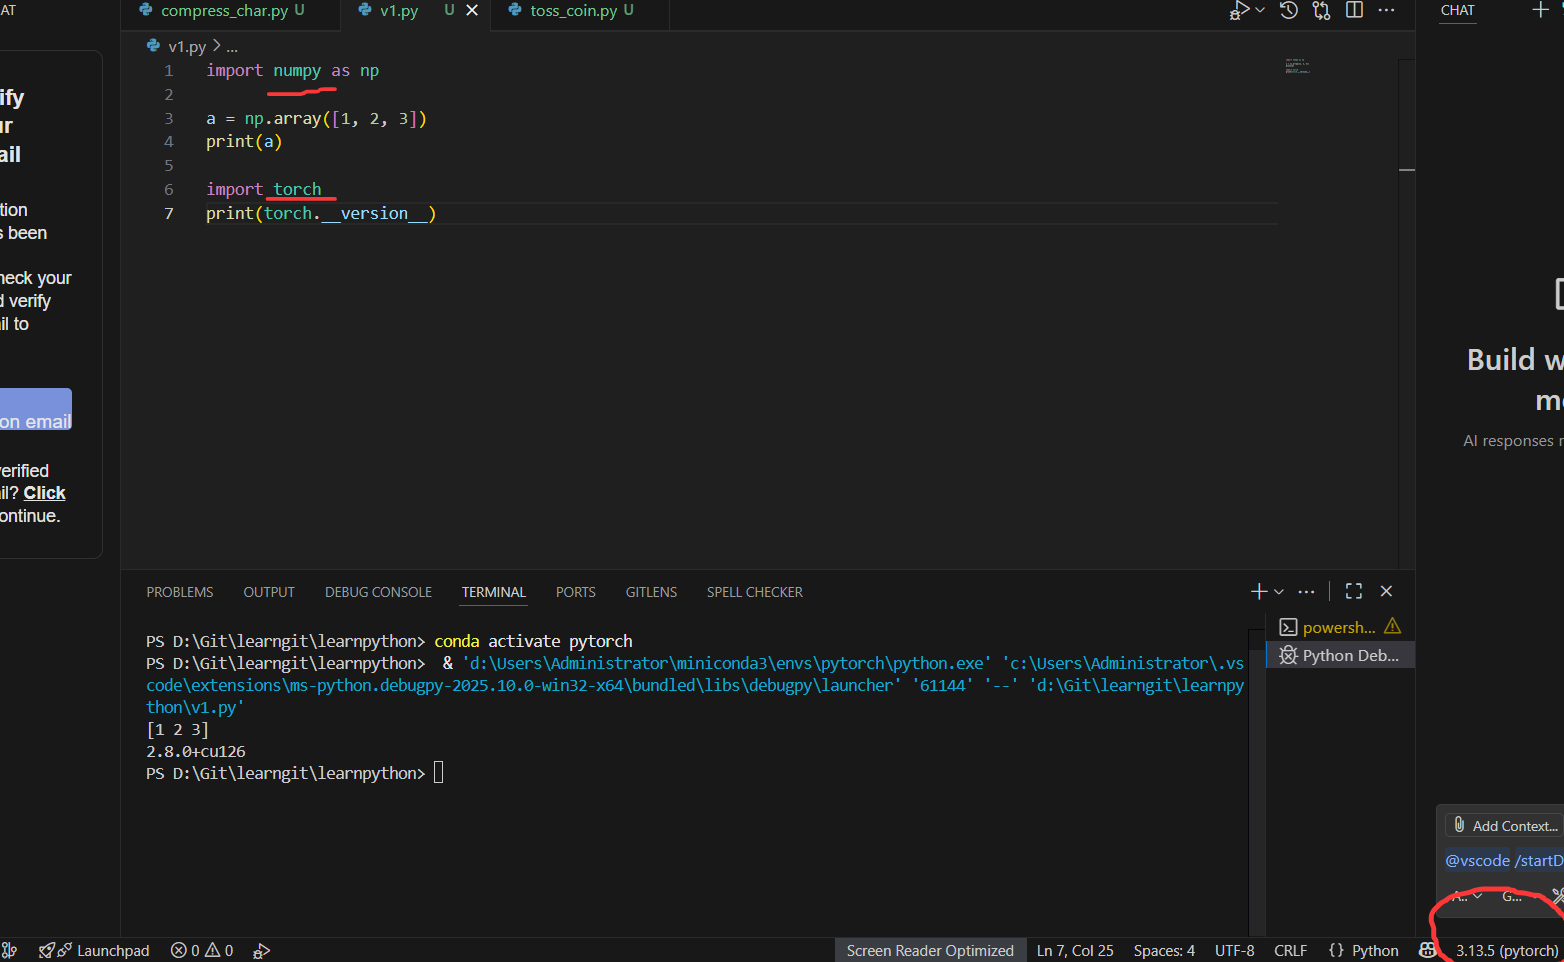 AT
compress_char.py U
v1.py U
toss_coin.py U
CHAT
v1.py > ...
1 import numpy as np
2
3 a = np.array([1, 2, 3])
4 print(a)
5
6 import torch
7 print(torch.__version__)
ify
ur
ail
tion
s been
heck your
d verify
il to
on email
verified
il? Click
ontinue.
Build w
me
AI responses r
PROBLEMS OUTPUT DEBUG CONSOLE TERMINAL PORTS GITLENS SPELL CHECKER
PS D:\Git\learngit\learnpython> conda activate pytorch
PS D:\Git\learngit\learnpython> & 'd:\Users\Administrator\miniconda3\envs\pytorch\python.exe' 'c:\Users\Administrator\.vs
code\extensions\ms-python.debugpy-2025.10.0-win32-x64\bundled\libs\debugpy\launcher' '61144' '--' 'd:\Git\learngit\learnpy
thon\v1.py'
[1 2 3]
2.8.0+cu126
PS D:\Git\learngit\learnpython>
powersh...
Python Deb...
Add Context...
@vscode /startD
A.. G...
Launchpad 0 0 Screen Reader Optimized Ln 7, Col 25 Spaces: 4 UTF-8 CRLF {} Python 3.13.5 (pytorch)